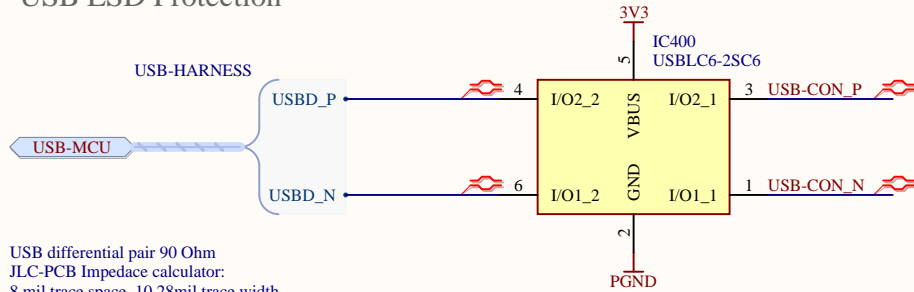 USB ESD Protection
3V3
IC400
USBLC6-2SC6
USB-HARNESS
5
USBD_P
4
I/O2_2
VBUS
I/O2_1
3
USB-CON_P
USB-MCU
USBD_N
6
I/O1_2
GND
I/O1_1
1
USB-CON_N
2
PGND
USB differential pair 90 Ohm
JLC-PCB Impedace calculator:
8 mil trace space, 10.28mil trace width